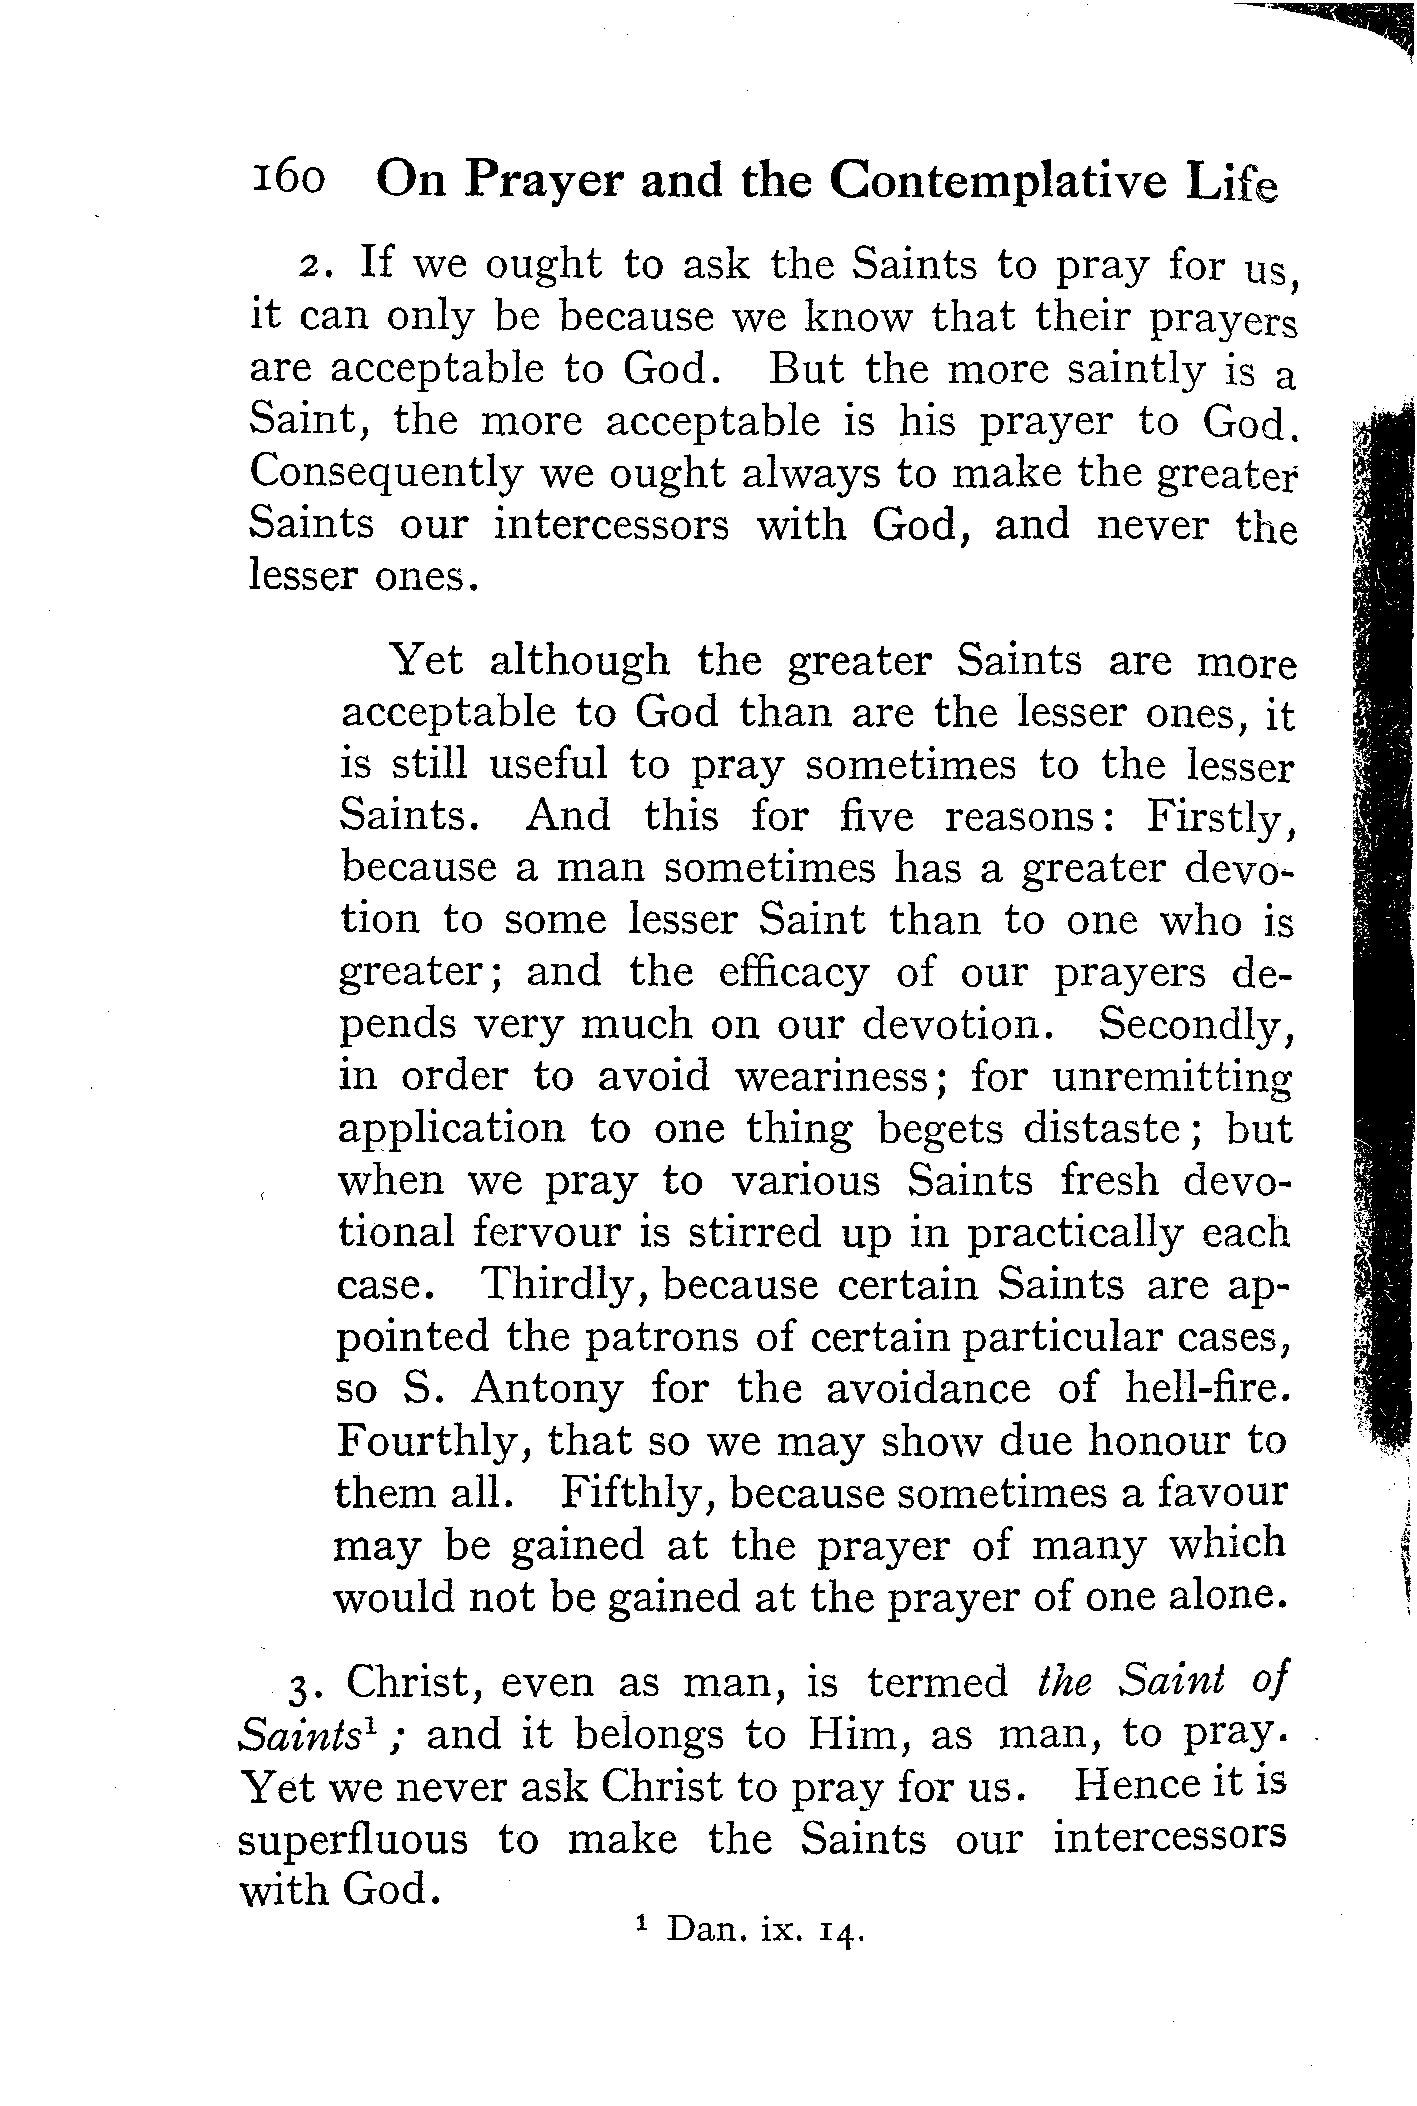 160 On Prayer and the Contemplative Life
2. If we ought to ask the Saints to pray for us,
it can only be because we know that their prayers
are acceptable to God. But the more saintly is a
Saint, the more acceptable is his prayer to God.
Consequently we ought always to make the greater
Saints our intercessors with God, and never the
lesser ones.
Yet although the greater Saints are more
acceptable to God than are the lesser ones, it
is still useful to pray sometimes to the lesser
Saints. And this for five reasons: Firstly,
because a man sometimes has a greater devo-
tion to some lesser Saint than to one who is
greater; and the efficacy of our prayers de-
pends very much on our devotion. Secondly,
in order to avoid weariness; for unremitting
application to one thing begets distaste; but
when we pray to various Saints fresh devo-
tional fervour is stirred up in practically each
case. Thirdly, because certain Saints are ap-
pointed the patrons of certain particular cases,
so S. Antony for the avoidance of hell-fire.
Fourthly, that so we may show due honour to
them all. Fifthly, because sometimes a favour
may be gained at the prayer of many which
would not be gained at the prayer of one alone.
3. Christ, even as man, is termed the Saint of
Saints¹; and it belongs to Him, as man, to pray.
Yet we never ask Christ to pray for us. Hence it is
superfluous to make the Saints our intercessors
with God.
¹ Dan. ix. 14.